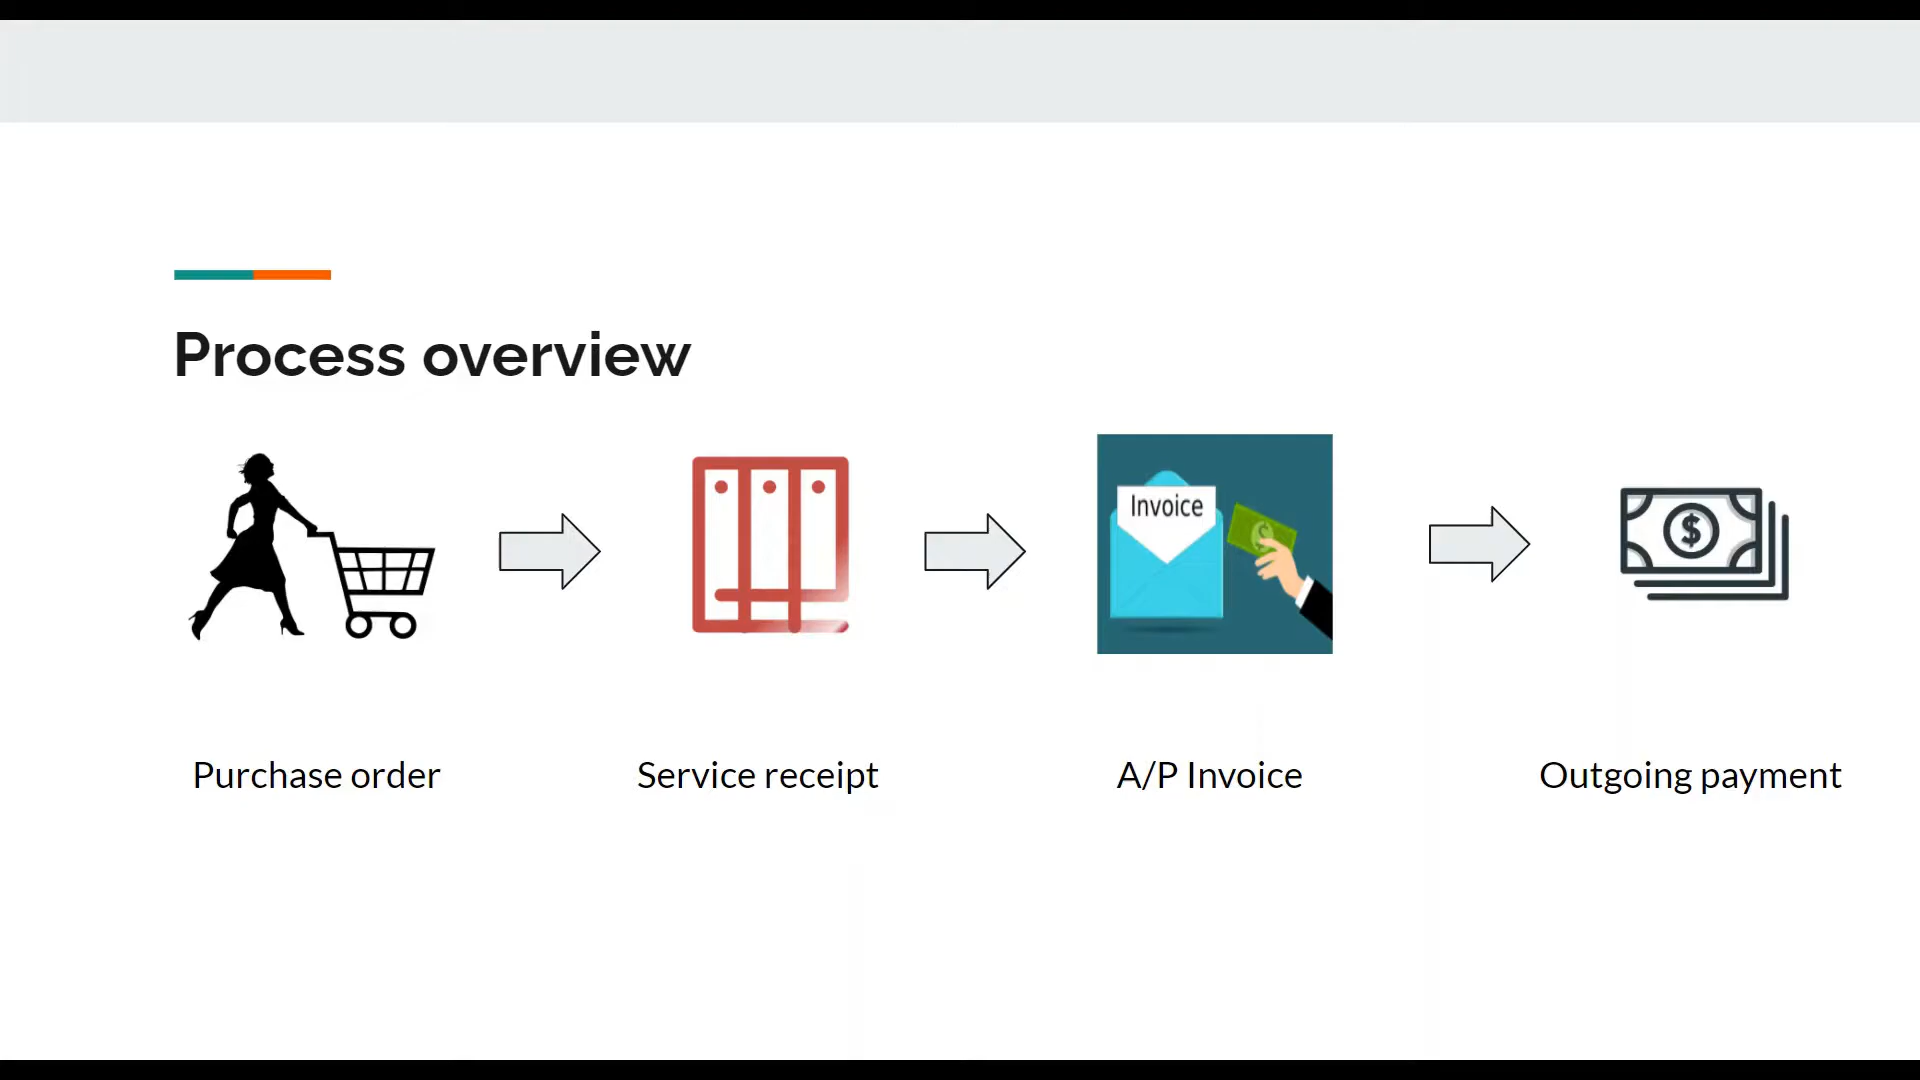 Process overview
Invoice
$
$
Purchase order
Service receipt
A/P Invoice
Outgoing payment